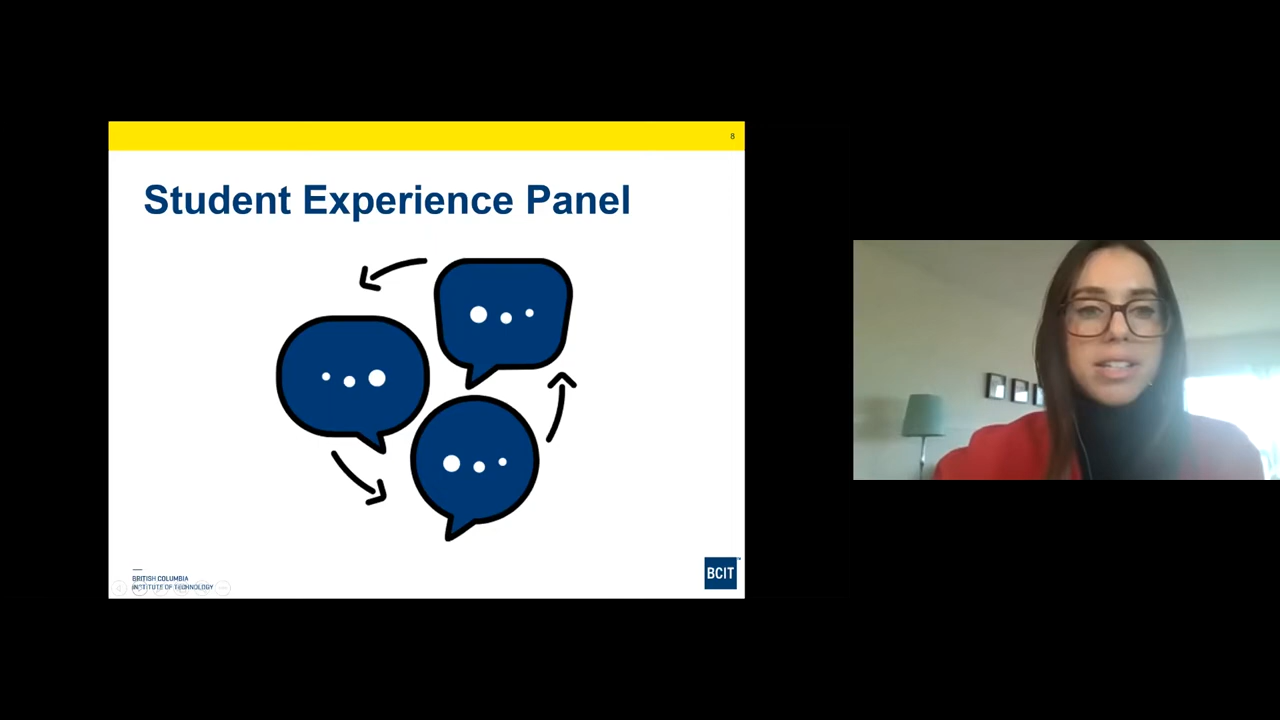 8
Student Experience Panel
BRITISH COLUMBIA
INSTITUTE OF TECHNOLOGY
BCIT